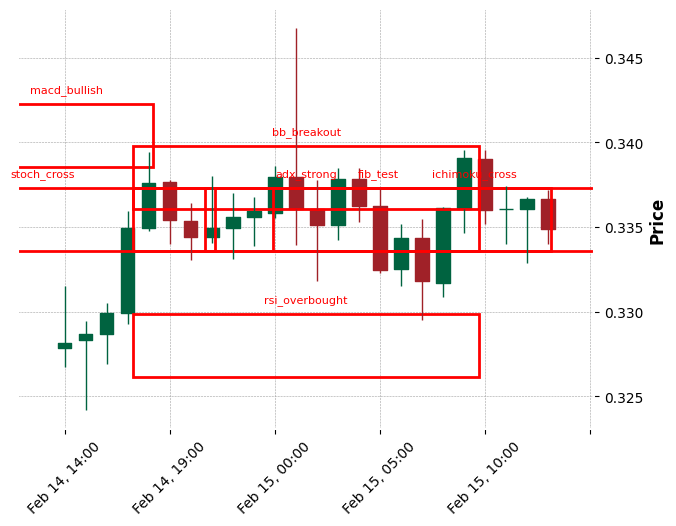 macd_bullish
bb_breakout
stoch_cross
adx_strong
fib_test
rsi_overbought
0.345
0.340
0.335
0.330
0.325
Price
Feb 14, 14:00
Feb 14, 19:00
Feb 15, 00:00
Feb 15, 05:00
Feb 15, 10:00